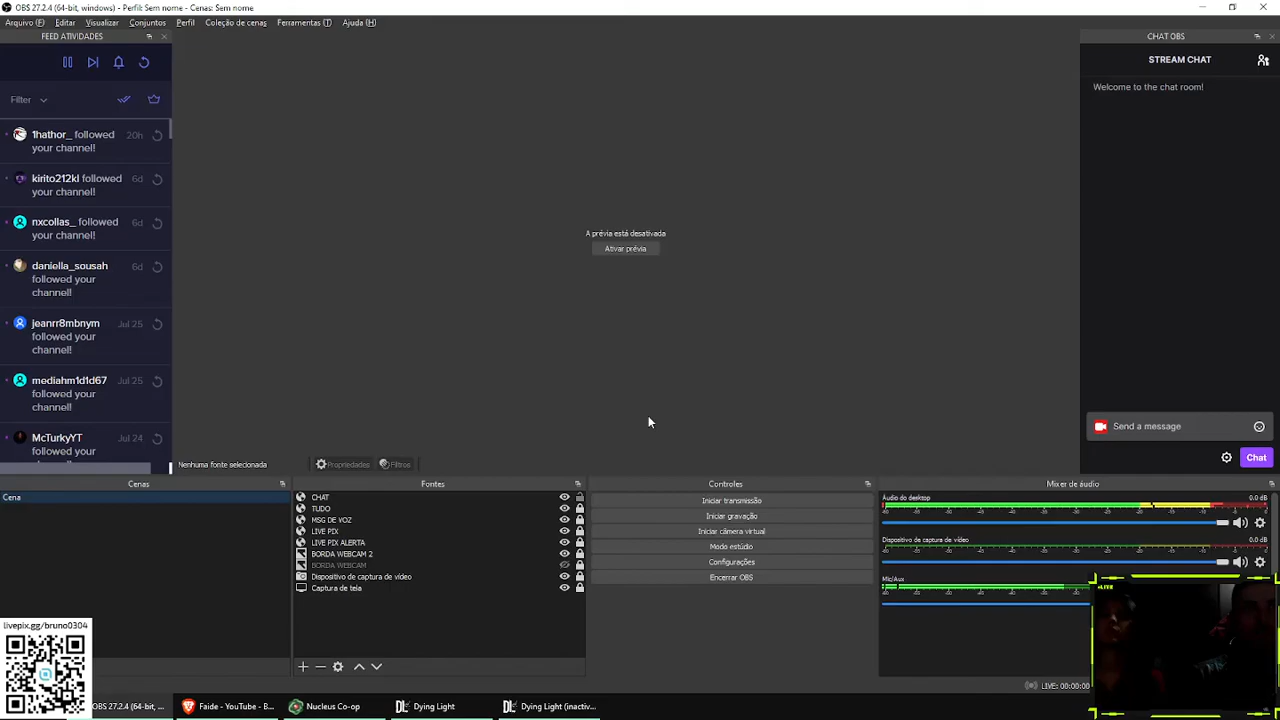 OBS 27.2.4 (64-bit, windows) - Perfil: Sem nome - Cenas: Sem nome
Arquivo (F) Editar Visualizar Conjuntos Perfil Coleção de cenas Ferramentas (T) Ajuda (H)
FEED ATIVIDADES
Filter
1hathor_ followed your channel! 20h
kirito212kl followed your channel! 6d
nxcollas_ followed your channel! 6d
daniella_sousah followed your channel! 6d
jeanrr8mbnym followed your channel! Jul 25
mediahm1d1d67 followed your channel! Jul 25
McTurkyYT followed your Jul 24
A prévia está desativada
Ativar prévia
CHAT OBS
STREAM CHAT
Welcome to the chat room!
Send a message
Chat
Nenhuma fonte selecionada Propriedades Filtros
Cenas
Cena
Fontes
CHAT
TUDO
MSG DE VOZ
LIVE PIX
LIVE PIX ALERTA
BORDA WEBCAM 2
BORDA WEBCAM
Dispositivo de captura de vídeo
Captura de tela
Controles
Iniciar transmissão
Iniciar gravação
Iniciar câmera virtual
Modo estúdio
Configurações
Encerrar OBS
Mixer de áudio
Áudio do desktop 0.0 dB
Dispositivo de captura de vídeo 0.0 dB
Mic/Aux
LIVE
LIVE: 00:00:00
livepix.gg/bruno0304
OBS 27.2.4 (64-bit, ... Faide - YouTube - B... Nucleus Co-op Dying Light Dying Light (inactiv...